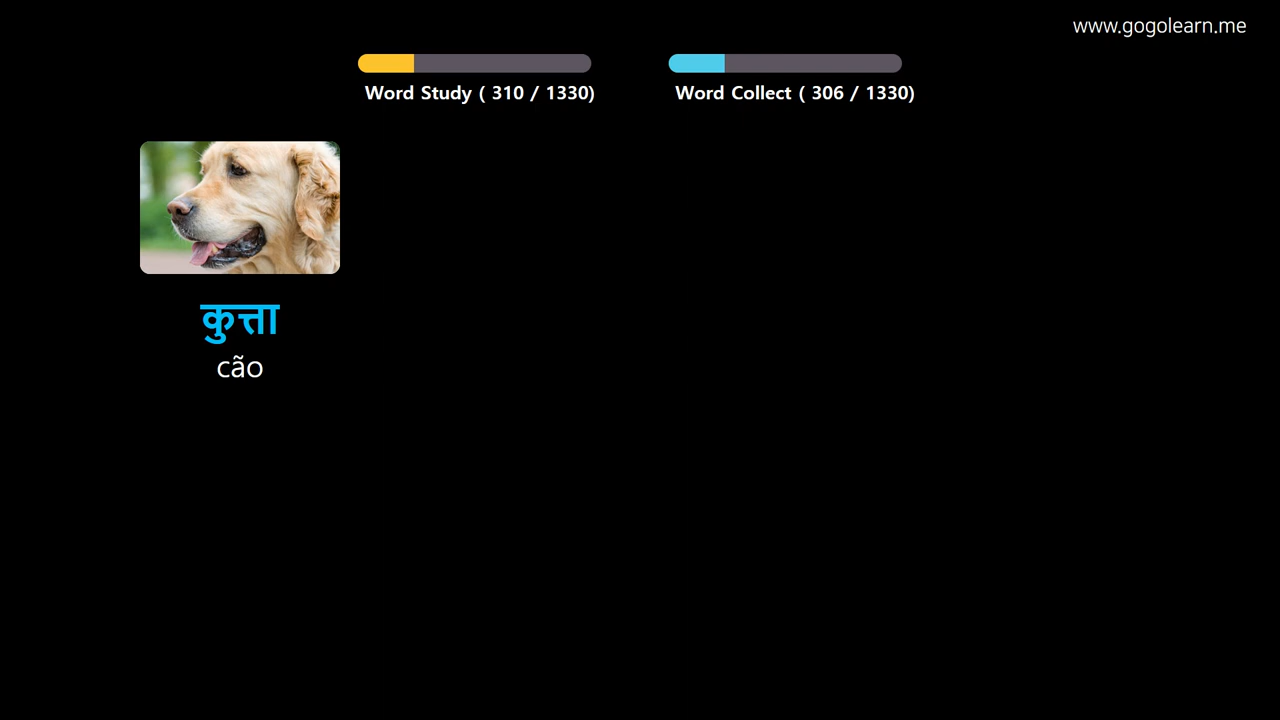 www.gogolearn.me
Word Study ( 310 / 1330)
Word Collect ( 306 / 1330)
कुत्ता
cão